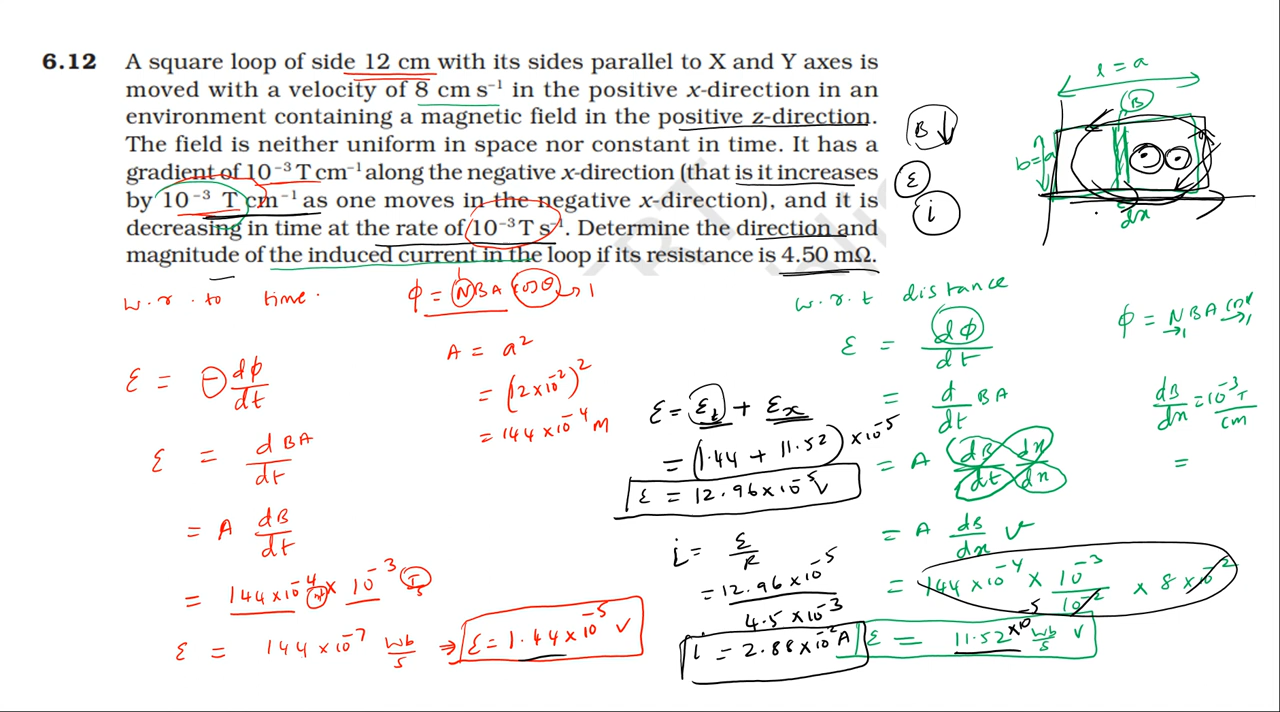 6.12 A square loop of side 12 cm with its sides parallel to X and Y axes is
moved with a velocity of 8 cm s⁻¹ in the positive x-direction in an
environment containing a magnetic field in the positive z-direction.
The field is neither uniform in space nor constant in time. It has a
gradient of 10⁻³ T cm⁻¹ along the negative x-direction (that is it increases
by 10⁻³ T cm⁻¹ as one moves in the negative x-direction), and it is
decreasing in time at the rate of 10⁻³ T s⁻¹. Determine the direction and
magnitude of the induced current in the loop if its resistance is 4.50 mΩ.
l = a
B
b = a
dx
B ↓
ε
i
w.r.to time.
ε = − dφ/dt
ε = d BA/dt
= A dB/dt
= 144 × 10⁻⁴ m² × 10⁻³ T/s
ε = 144 × 10⁻⁷ Wb/s ⇒ ε = 1.44 × 10⁻⁵ V
φ = NBA cosθ → 1
A = a²
= (12 × 10⁻²)²
= 144 × 10⁻⁴ m
ε = ε_t + ε_x
= (1.44 + 11.52) × 10⁻⁵
ε = 12.96 × 10⁻⁵ V
i = ε/R
= 12.96 × 10⁻⁵ / 4.5 × 10⁻³
i = 2.88 × 10⁻² A
w.r.t distance
ε = dφ/dt
= d/dt BA
= A dB/dt dx/dx
= A dB/dx v
= 144 × 10⁻⁴ × 10⁻³/10⁻² × 8 × 10⁻²
ε = 11.52 × 10⁻⁵ Wb/s V
φ = NBA cos
→1 →1
dB/dx = 10⁻³ T/cm
=